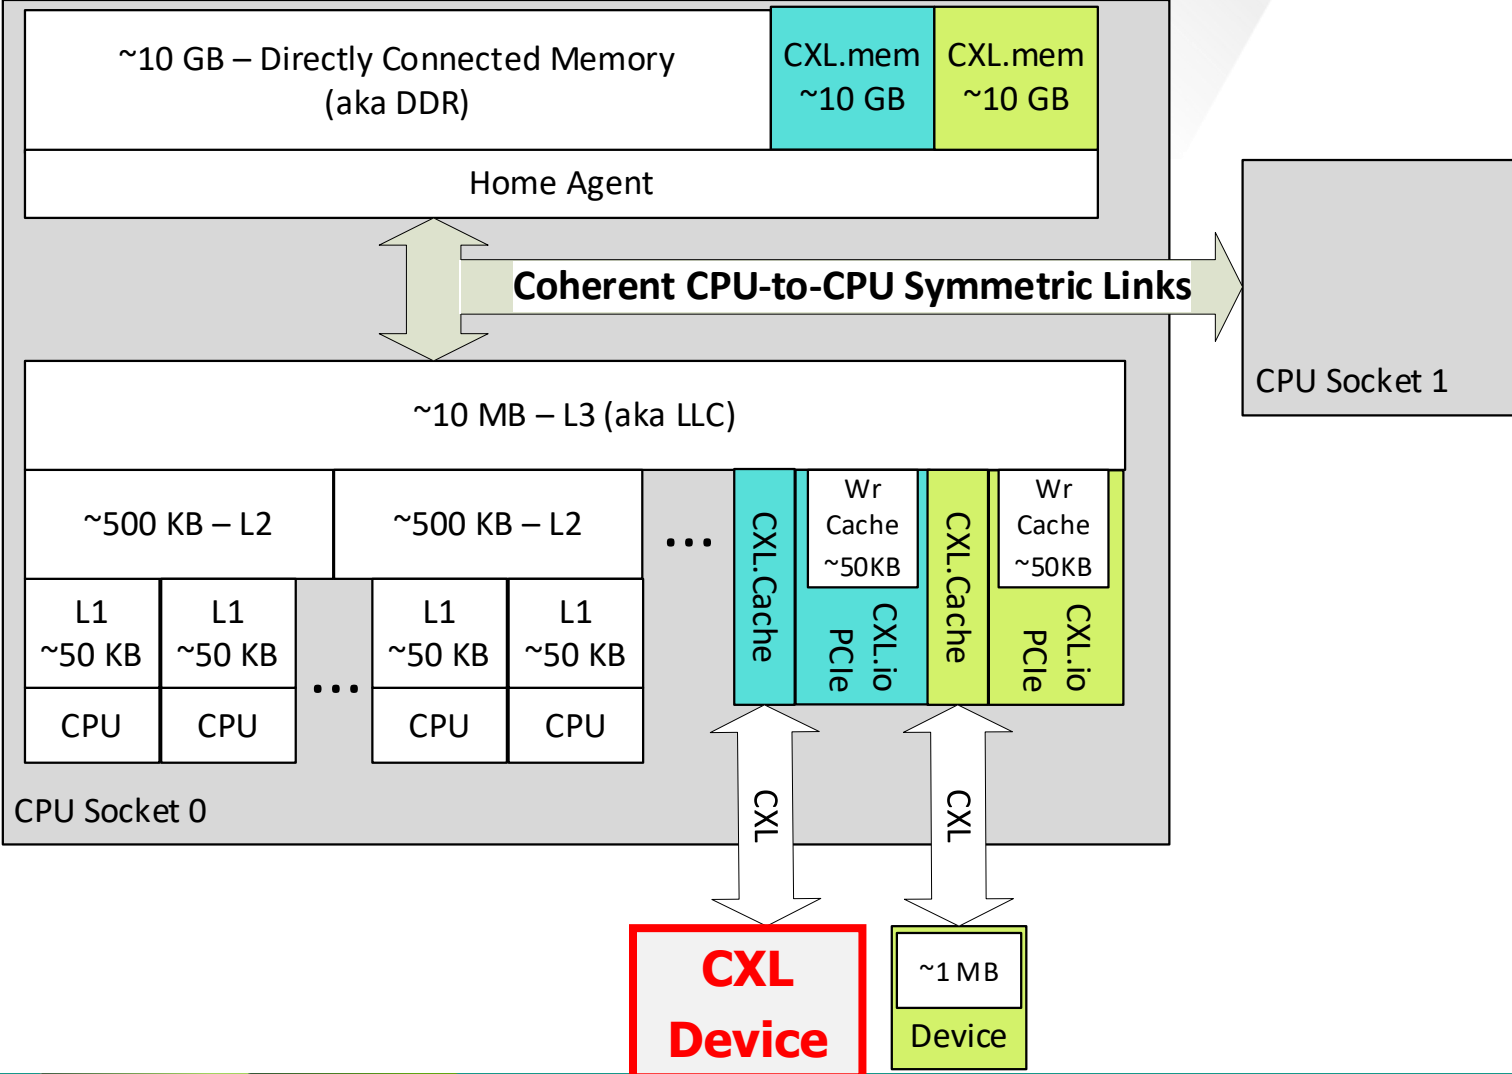 ~10 GB – Directly Connected Memory
(aka DDR)
CXL.mem
~10 GB
CXL.mem
~10 GB
Home Agent
Coherent CPU-to-CPU Symmetric Links
CPU Socket 1
~10 MB – L3 (aka LLC)
~500 KB – L2
~500 KB – L2
...
CXL.Cache
Wr
Cache
~50KB
CXL.io
PCIe
CXL.Cache
Wr
Cache
~50KB
CXL.io
PCIe
L1
~50 KB
L1
~50 KB
...
L1
~50 KB
L1
~50 KB
CPU
CPU
CPU
CPU
CPU Socket 0
CXL
CXL
CXL
Device
~1 MB
Device